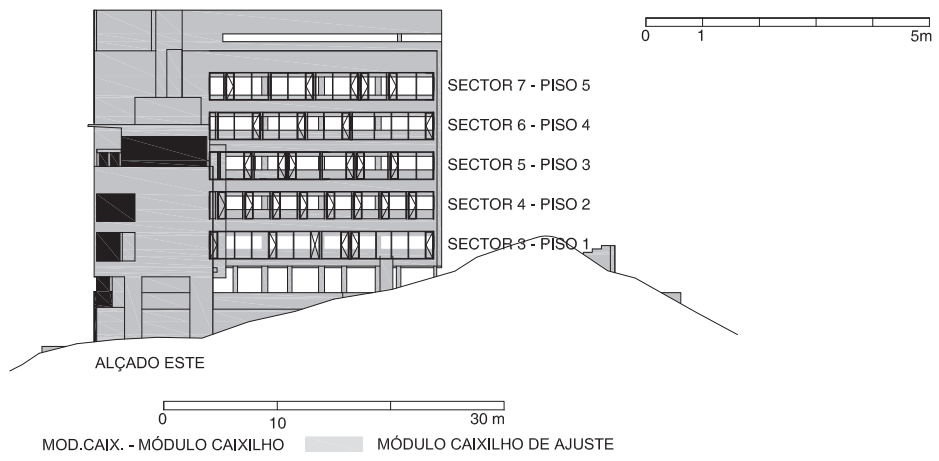 0 1 5m
SECTOR 7 - PISO 5
SECTOR 6 - PISO 4
SECTOR 5 - PISO 3
SECTOR 4 - PISO 2
SECTOR 3 - PISO 1
ALÇADO ESTE
0 10 30 m
MOD.CAIX. - MÓDULO CAIXILHO MÓDULO CAIXILHO DE AJUSTE